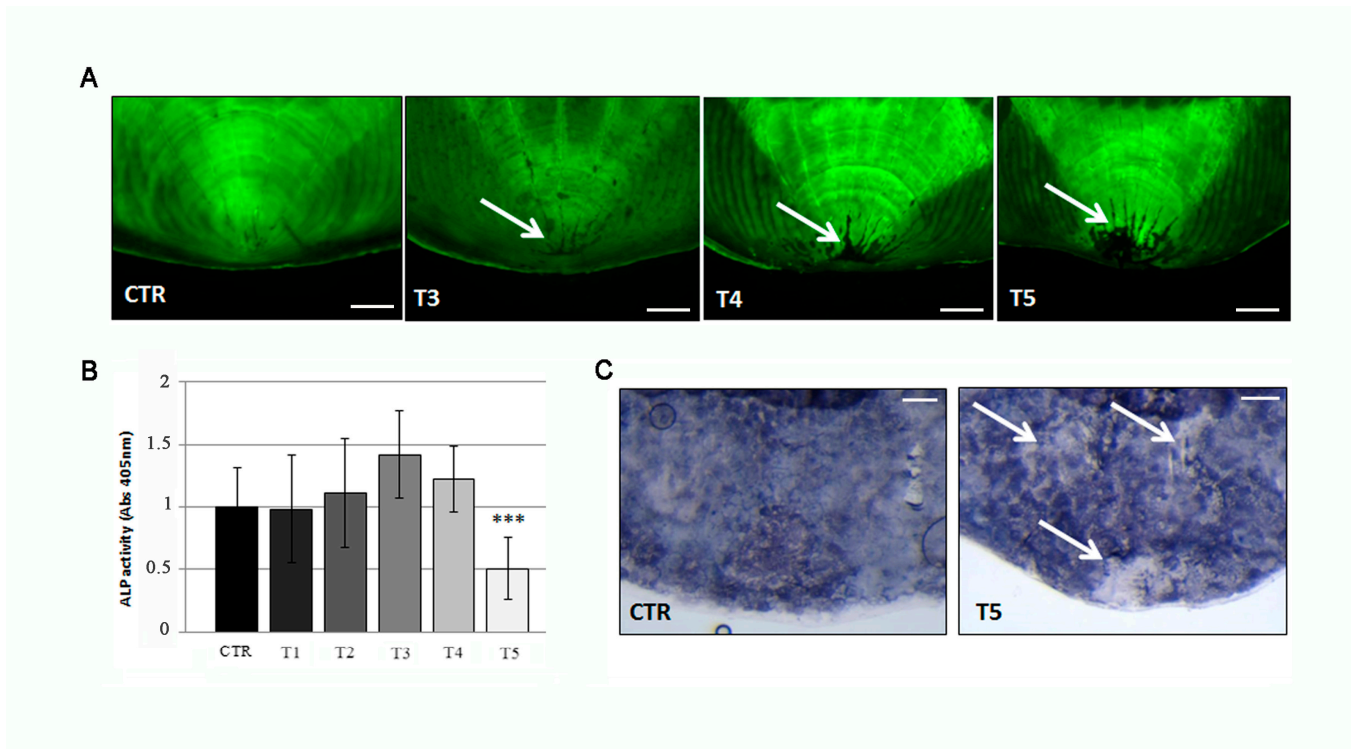 A
CTR
T3
T4
T5
B
ALP activity (Abs 405nm)
2
1.5
1
0.5
0
***
CTR T1 T2 T3 T4 T5
C
CTR
T5